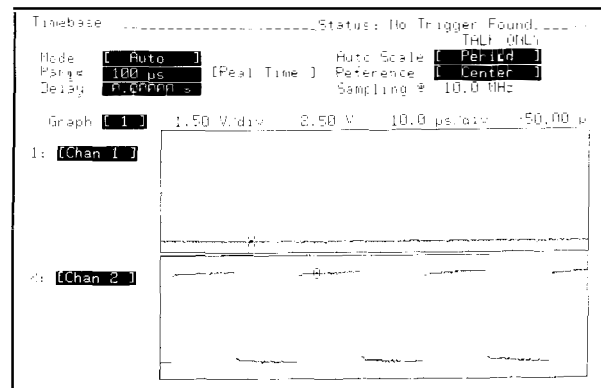 Timebase Status: No Trigger Found
TALK ONLY
Mode [ Auto ] Auto Scale [ Period ]
Range 100 µs [Real Time ] Reference [ Center ]
Delay 0.00000 s Sampling @ 10.0 MHz
Graph [ 1 ] 1.50 V/div 2.50 V 10.0 µs/div -50.00 µ
1: [Chan 1 ]
2: [Chan 2 ]